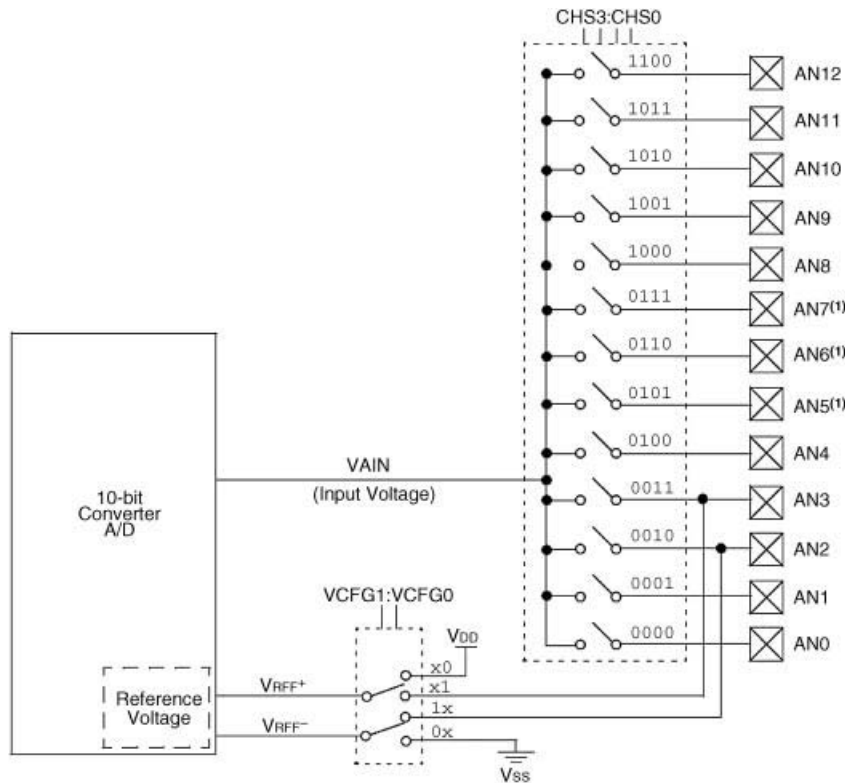 CHS3:CHS0
1100 AN12
1011 AN11
1010 AN10
1001 AN9
1000 AN8
0111 AN7(1)
0110 AN6(1)
0101 AN5(1)
0100 AN4
VAIN
(Input Voltage)
0011 AN3
10-bit
Converter
A/D
0010 AN2
VCFG1:VCFG0
0001 AN1
VDD
0000 AN0
x0
Reference
Voltage
VRFF+
x1
1x
VRFF−
0x
VSS